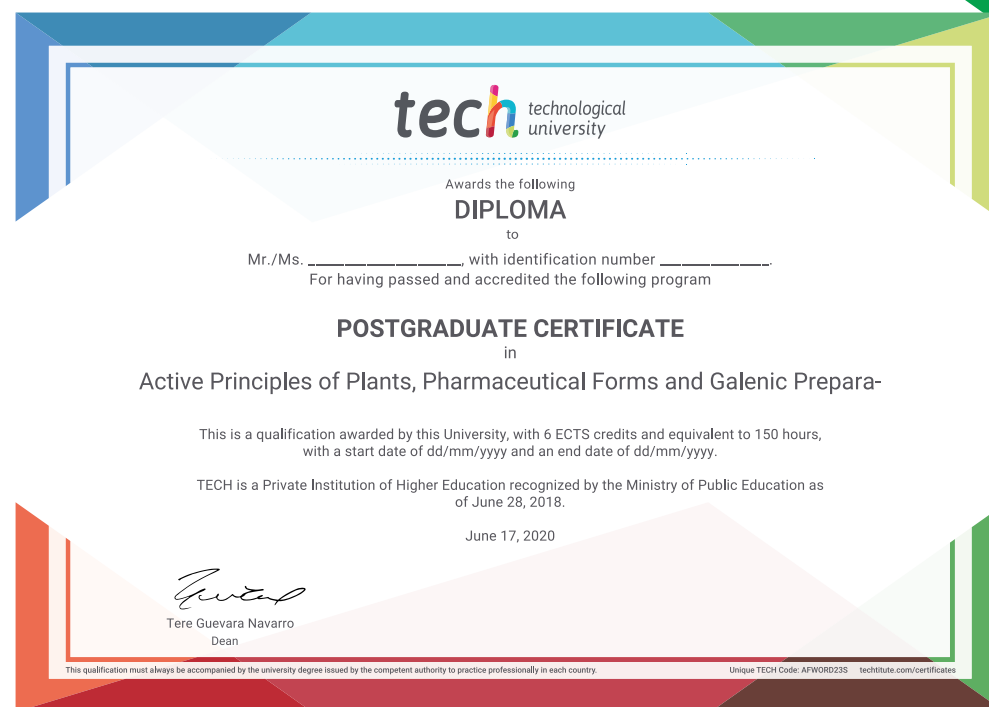 tech technological
university
Awards the following
DIPLOMA
to
Mr./Ms. ____________________, with identification number ______________.
For having passed and accredited the following program
POSTGRADUATE CERTIFICATE
in
Active Principles of Plants, Pharmaceutical Forms and Galenic Prepara-
This is a qualification awarded by this University, with 6 ECTS credits and equivalent to 150 hours,
with a start date of dd/mm/yyyy and an end date of dd/mm/yyyy.
TECH is a Private Institution of Higher Education recognized by the Ministry of Public Education as
of June 28, 2018.
June 17, 2020
Tere Guevara Navarro
Dean
This qualification must always be accompanied by the university degree issued by the competent authority to practice professionally in each country.
Unique TECH Code: AFWORD23S techtitute.com/certificates